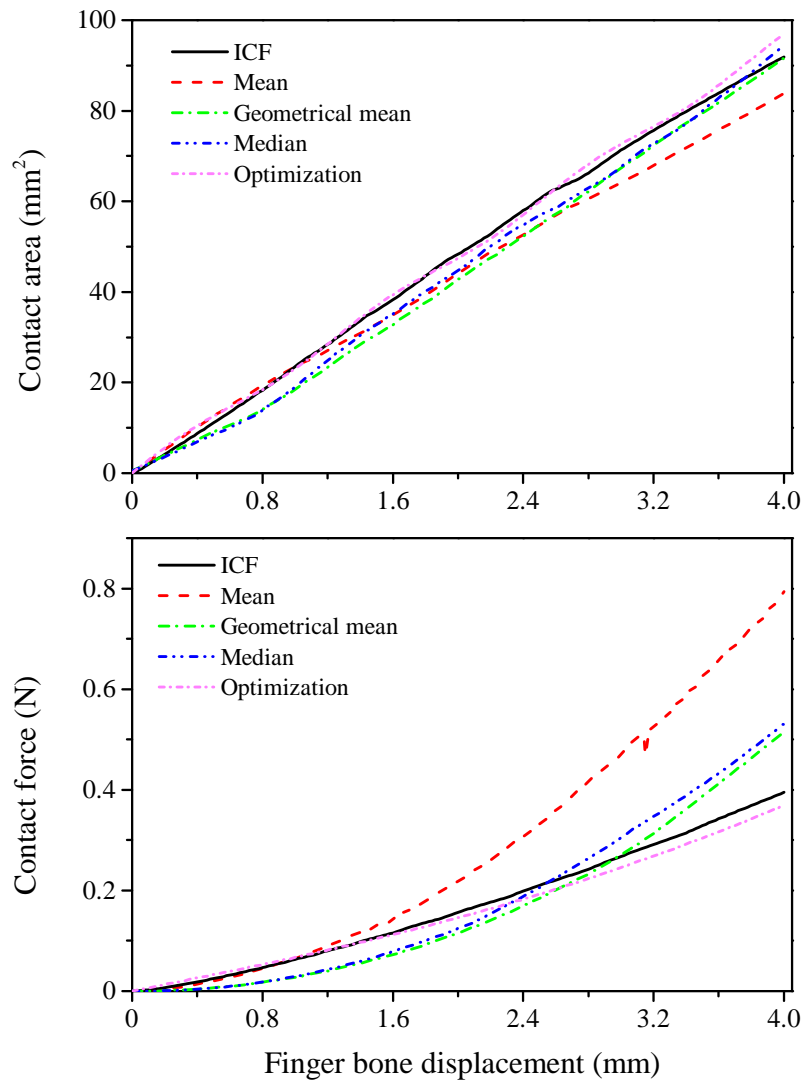 100
80
60
40
20
0
Contact area (mm²)
ICF
Mean
Geometrical mean
Median
Optimization
0 0.8 1.6 2.4 3.2 4.0
0.8
0.6
0.4
0.2
0
Contact force (N)
ICF
Mean
Geometrical mean
Median
Optimization
0 0.8 1.6 2.4 3.2 4.0
Finger bone displacement (mm)